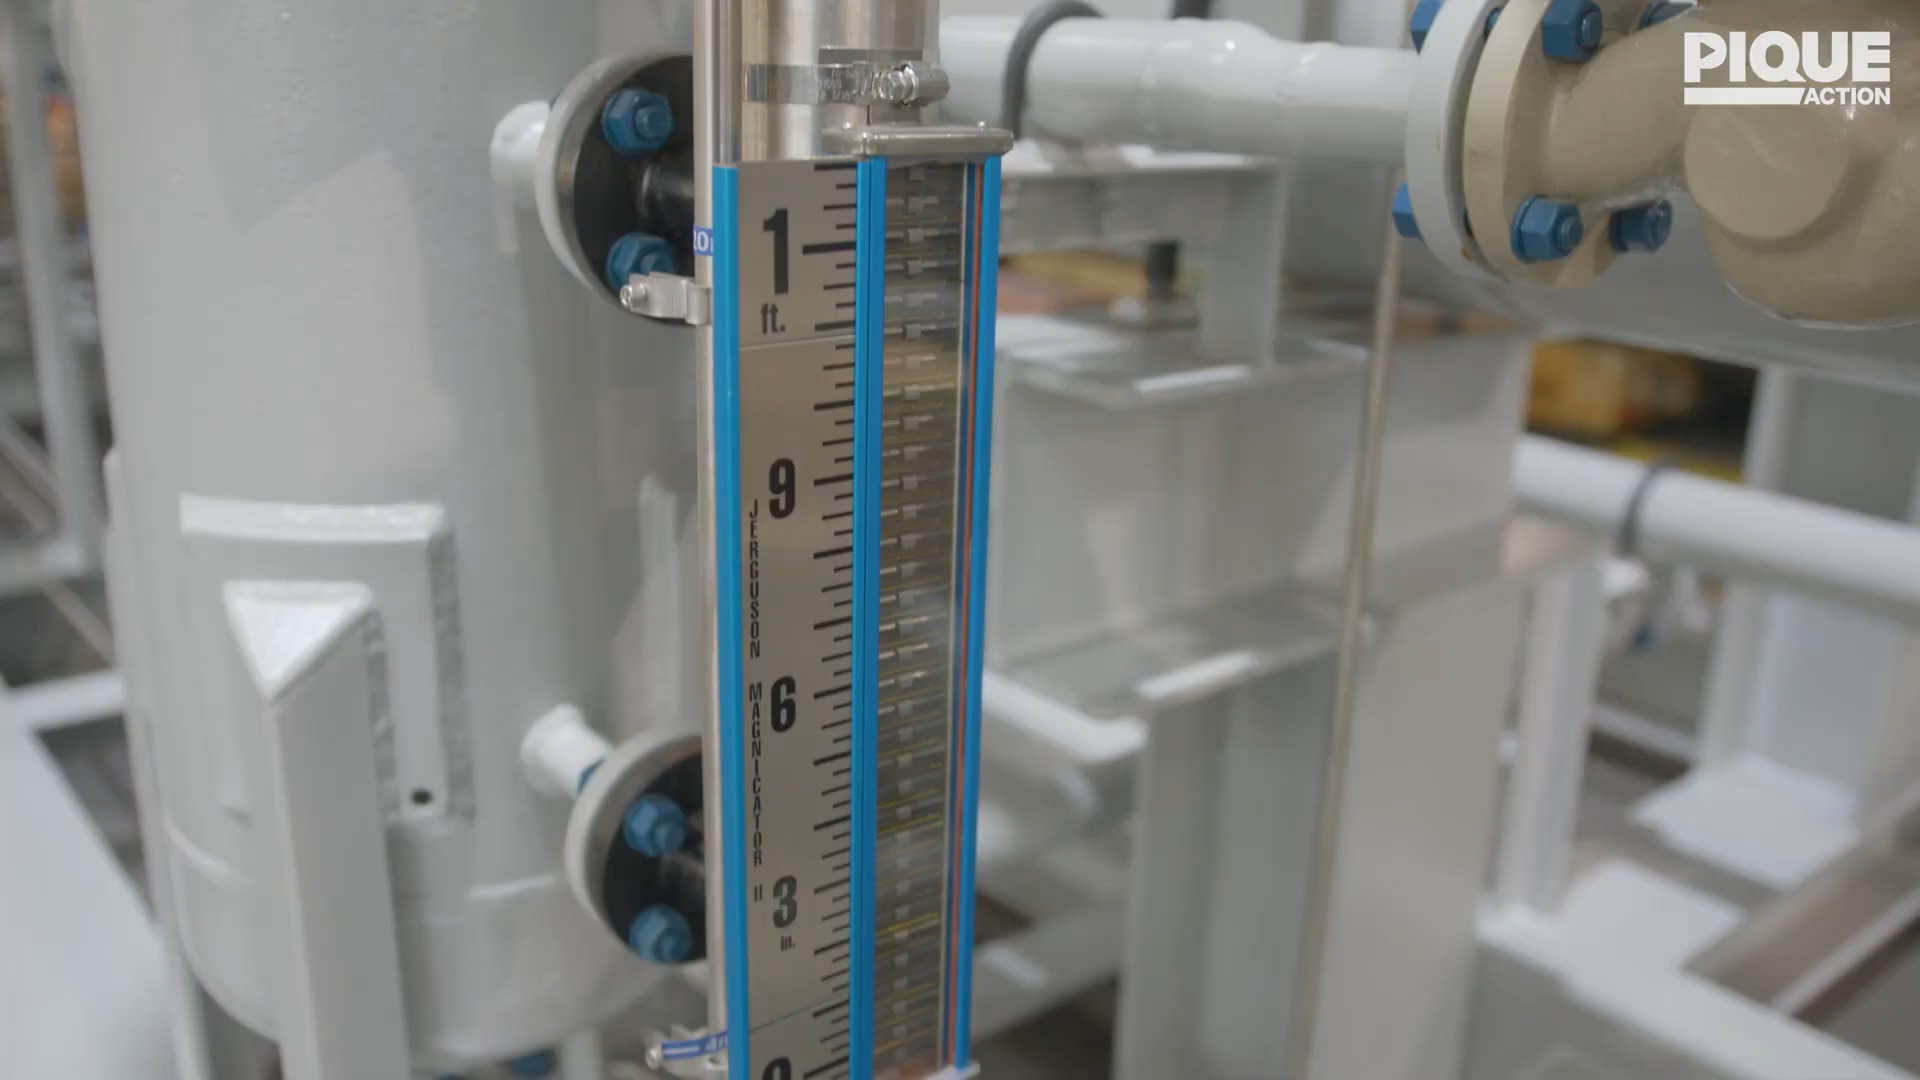 PIQUE
ACTION
1
ft.
9
6
3
in.
JERGUSON MAGNICATOR II